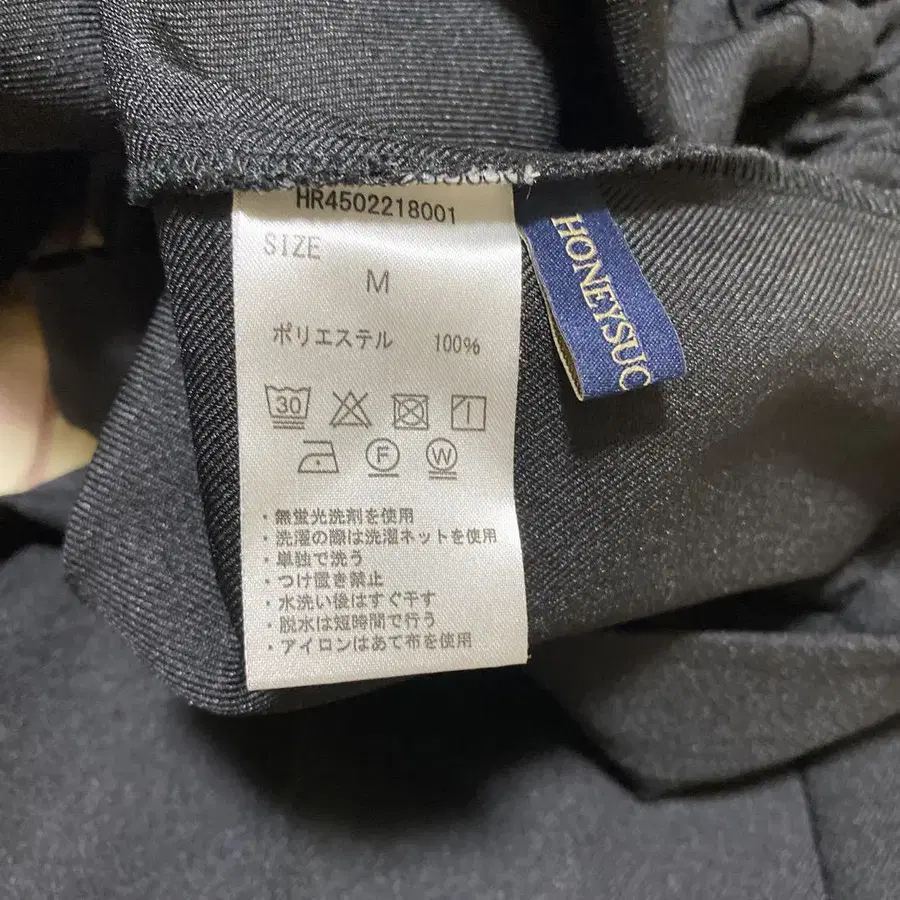 HR4502218001
SIZE
M
ポリエステル 100%
30
F W
・無蛍光洗剤を使用
・洗濯の際は洗濯ネットを使用
・単独で洗う
・つけ置き禁止
・水洗い後はすぐ干す
・脱水は短時間で行う
・アイロンはあて布を使用
HONEYSUC